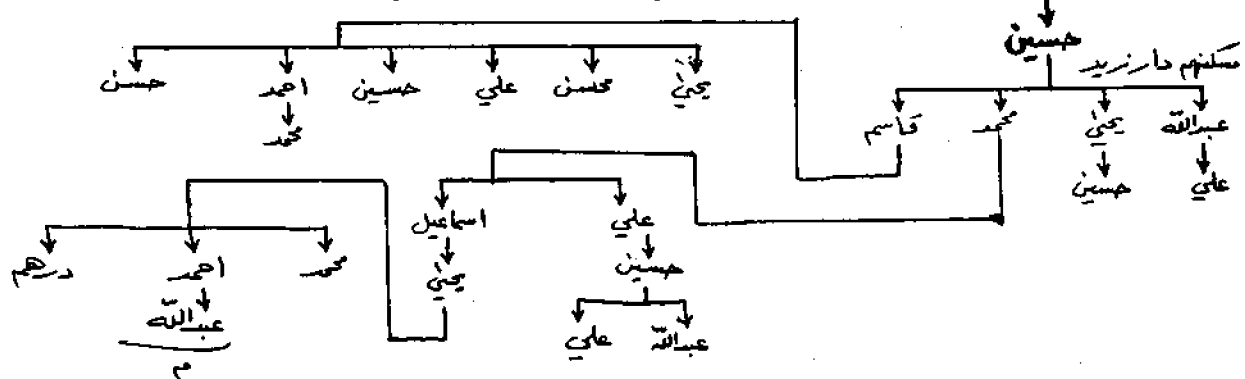 حسين
مسكنهم دار زيد
عبدالله يحيى محمد قاسم
علي حسين
يحيى محسن علي حسين احمد حسن
محمد
علي اسماعيل
حسين يحيى
عبدالله علي
محمد احمد درهم
عبدالله
م